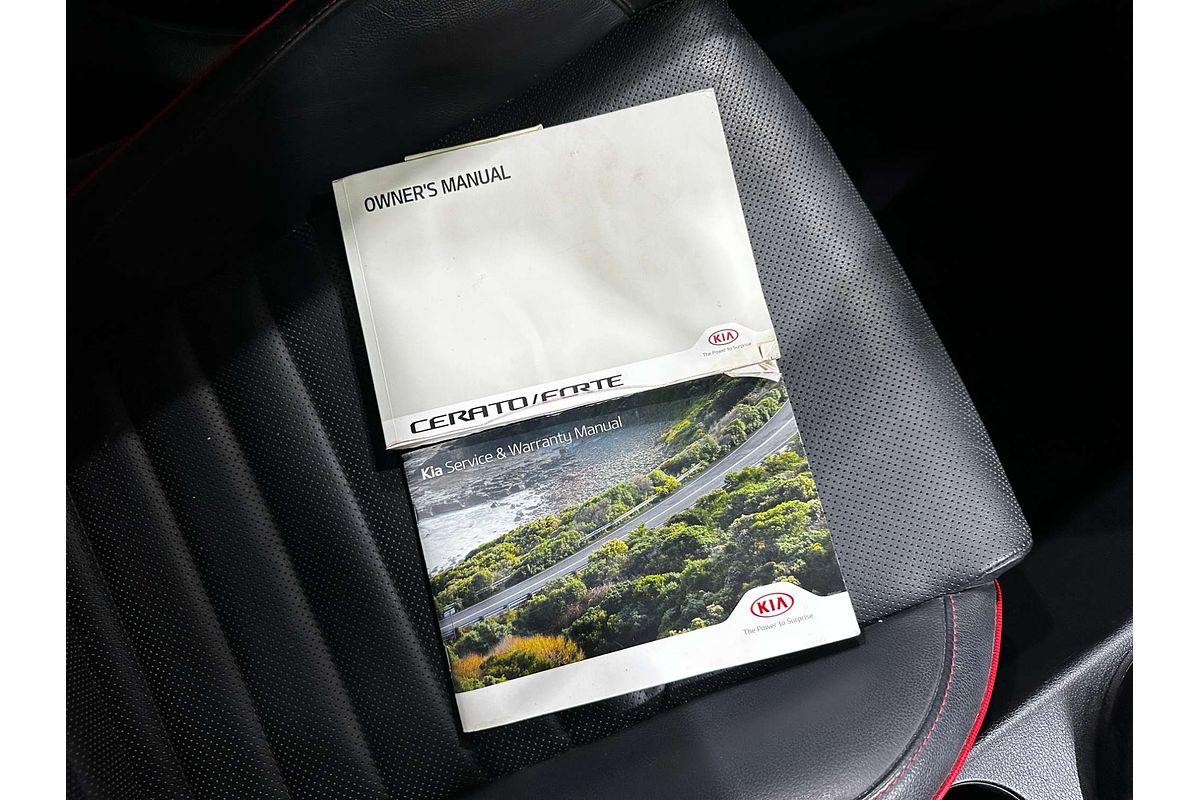 OWNER'S MANUAL
KIA
The Power to Surprise
CERATO/FORTE
Kia Service & Warranty Manual
KIA
The Power to Surprise